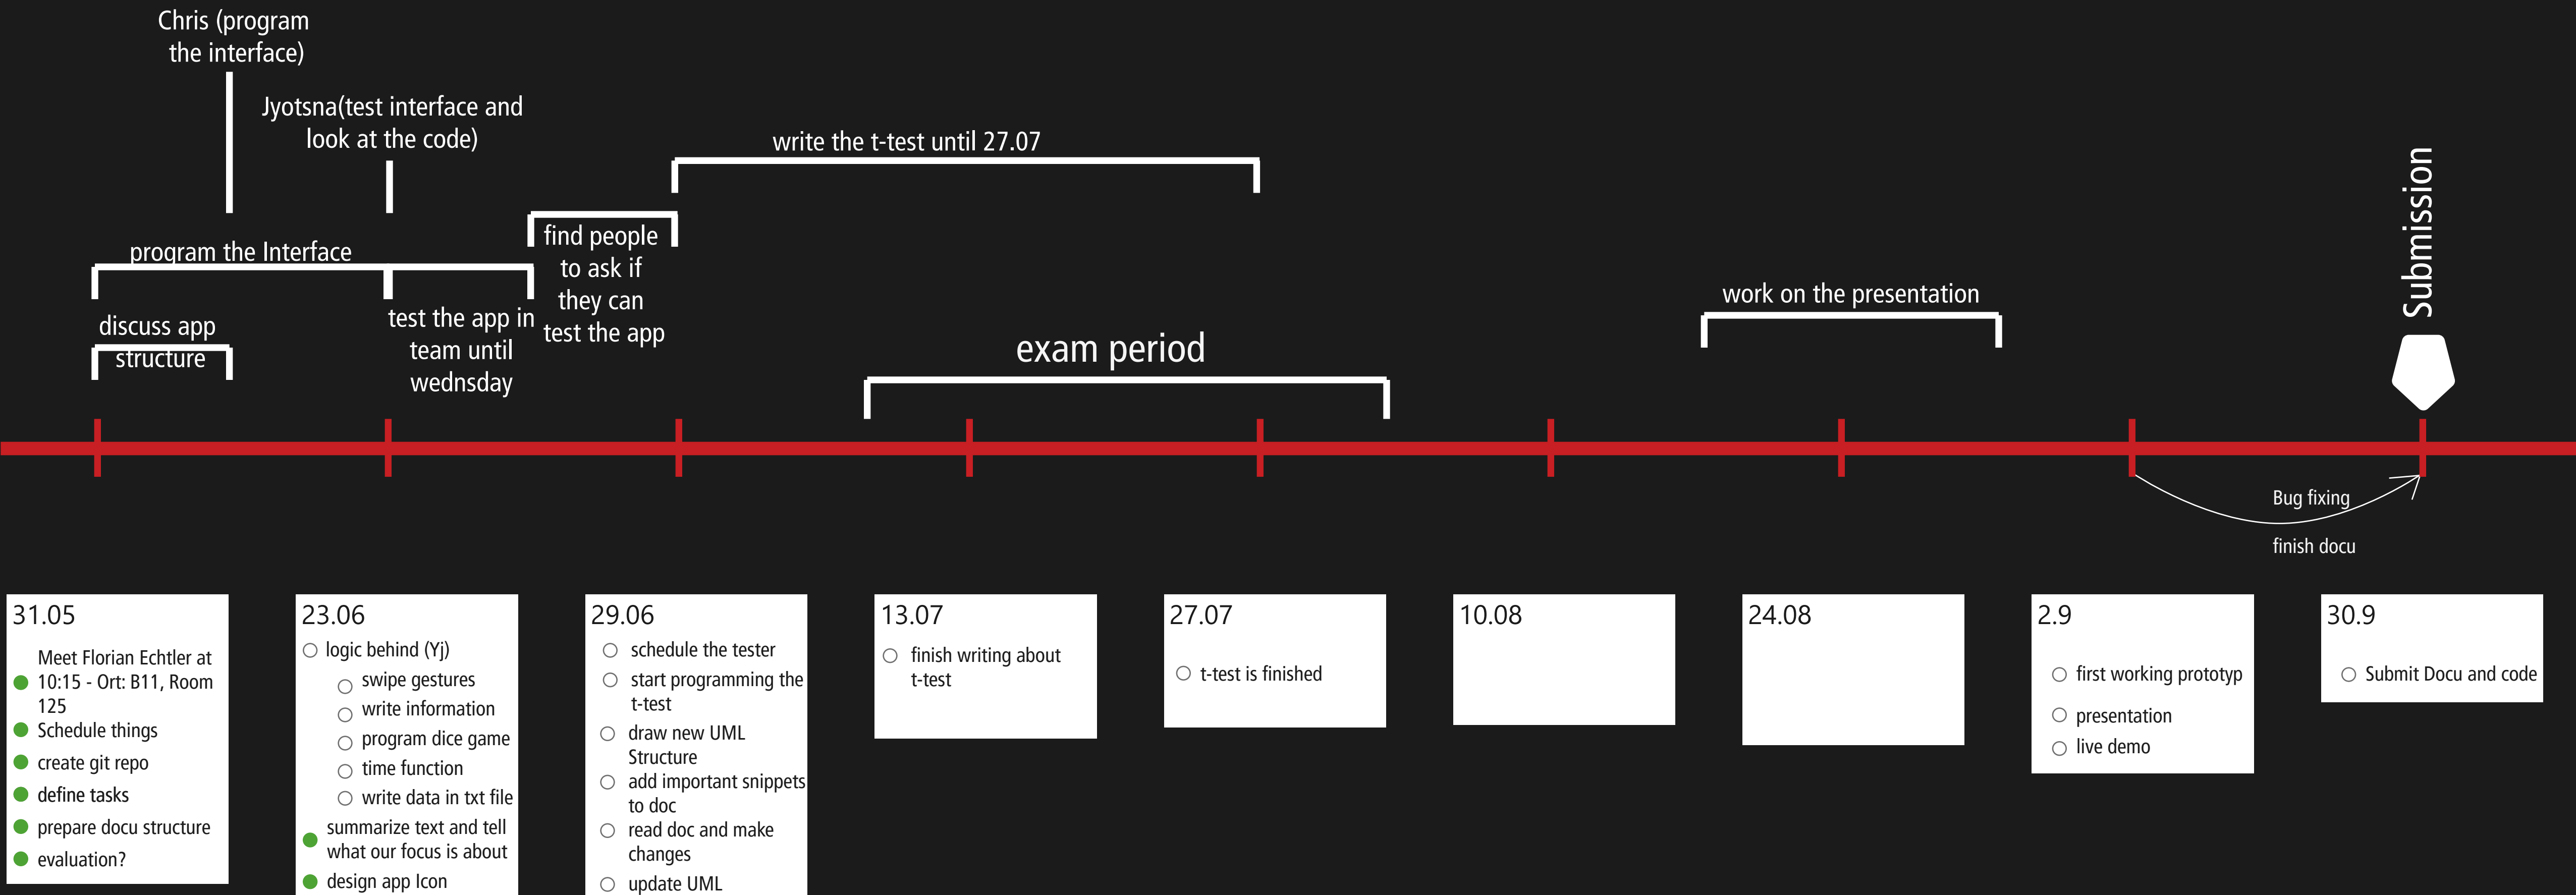 Chris (program
the interface)
Jyotsna(test interface and
look at the code)
write the t-test until 27.07
Submission
program the Interface
find people
to ask if
they can
test the app
discuss app
structure
test the app in
team until
wednsday
exam period
work on the presentation
Bug fixing
finish docu
31.05
Meet Florian Echtler at
10:15 - Ort: B11, Room
125
Schedule things
create git repo
define tasks
prepare docu structure
evaluation?
23.06
logic behind (Yj)
swipe gestures
write information
program dice game
time function
write data in txt file
summarize text and tell
what our focus is about
design app Icon
29.06
schedule the tester
start programming the
t-test
draw new UML
Structure
add important snippets
to doc
read doc and make
changes
update UML
13.07
finish writing about
t-test
27.07
t-test is finished
10.08
24.08
2.9
first working prototyp
presentation
live demo
30.9
Submit Docu and code